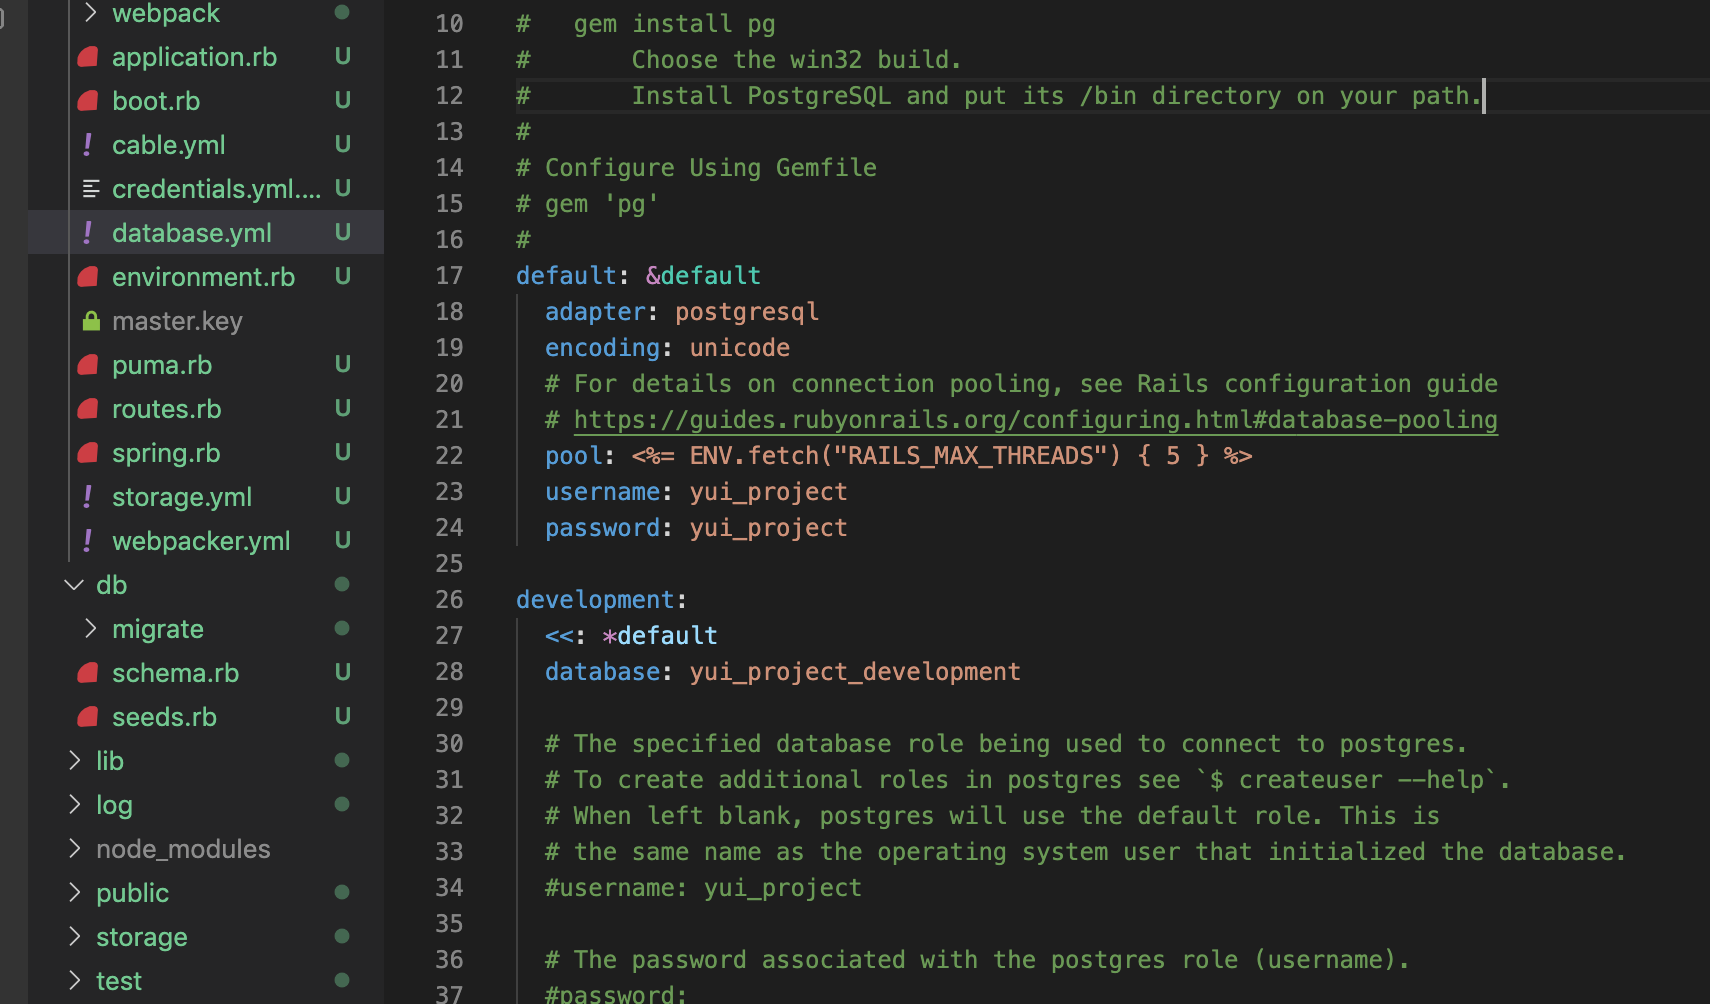 webpack
application.rb U
boot.rb U
cable.yml U
credentials.yml.... U
database.yml U
environment.rb U
master.key
puma.rb U
routes.rb U
spring.rb U
storage.yml U
webpacker.yml U
db
migrate
schema.rb U
seeds.rb U
lib
log
node_modules
public
storage
test
10 #   gem install pg
11 #       Choose the win32 build.
12 #       Install PostgreSQL and put its /bin directory on your path.
13 #
14 # Configure Using Gemfile
15 # gem 'pg'
16 #
17 default: &default
18   adapter: postgresql
19   encoding: unicode
20   # For details on connection pooling, see Rails configuration guide
21   # https://guides.rubyonrails.org/configuring.html#database-pooling
22   pool: <%= ENV.fetch("RAILS_MAX_THREADS") { 5 } %>
23   username: yui_project
24   password: yui_project
25
26 development:
27   <<: *default
28   database: yui_project_development
29
30   # The specified database role being used to connect to postgres.
31   # To create additional roles in postgres see `$ createuser --help`.
32   # When left blank, postgres will use the default role. This is
33   # the same name as the operating system user that initialized the database.
34   #username: yui_project
35
36   # The password associated with the postgres role (username).
37   #password: